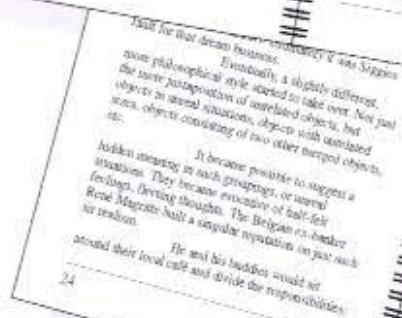 for that dream business.
Eventually, a slightly different,
more philosophical style started to take over. Not just
the mere juxtaposition of unrelated objects, but
objects in unreal situations, objects with unrelated
sizes, objects consisting of two other merged objects,
etc.
It became possible to suggest a
hidden meaning in such groupings, or unreal
situations. They became evocative of half-felt
feelings, fleeting thoughts. The Belgian ex-banker
René Magritte built a singular reputation on just such
sir realism.
He and his buddies would sit
around their local café and divide the responsibilities:
24